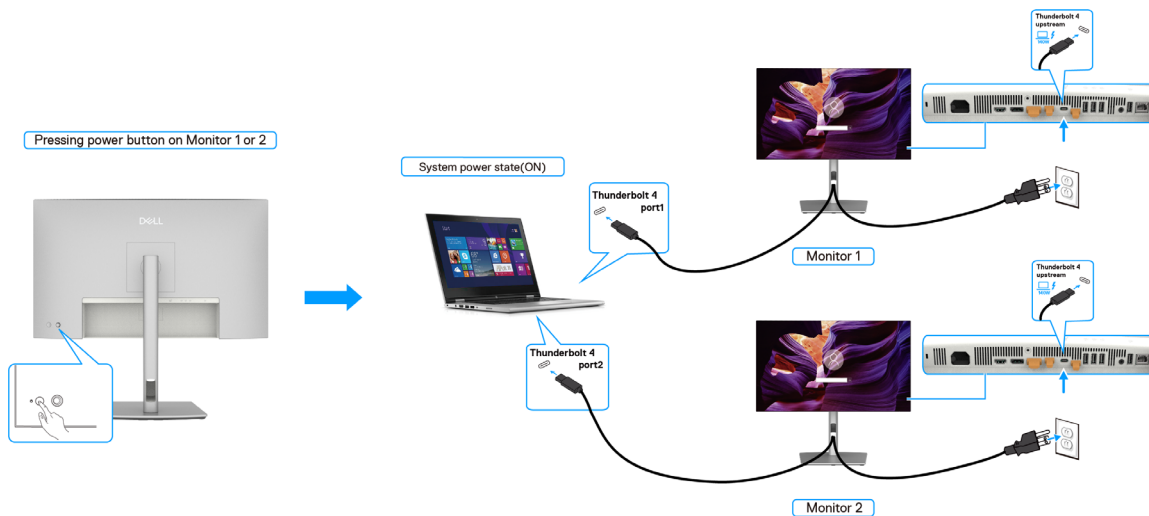 Pressing power button on Monitor 1 or 2
DELL
System power state(ON)
Thunderbolt 4
port1
Thunderbolt 4
port2
Thunderbolt 4
upstream
Monitor 1
Thunderbolt 4
upstream
Monitor 2